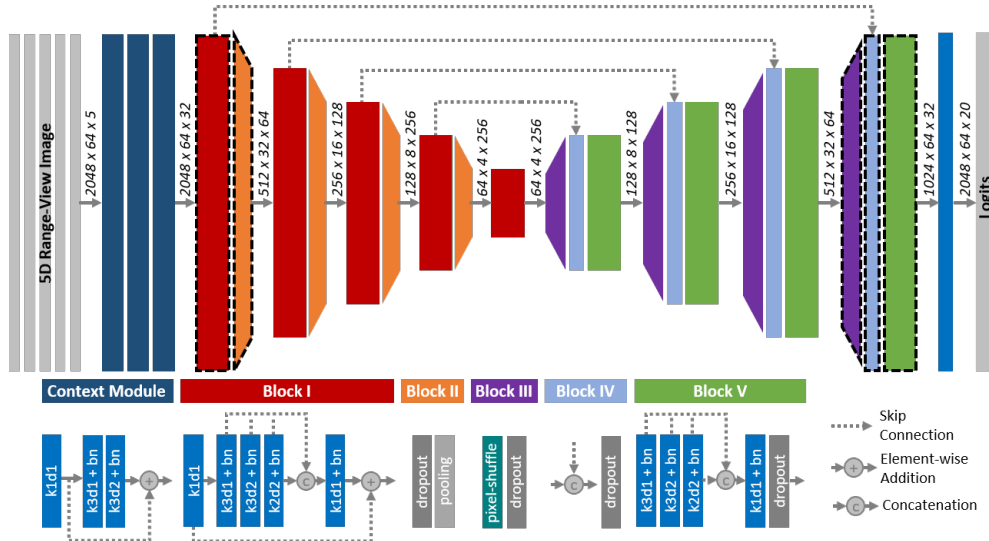 5D Range-View Image
2048 x 64 x 5
2048 x 64 x 32
512 x 32 x 64
256 x 16 x 128
128 x 8 x 256
64 x 4 x 256
64 x 4 x 256
128 x 8 x 128
256 x 16 x 128
512 x 32 x 64
1024 x 64 x 32
2048 x 64 x 20
Logits
Context Module
Block I
Block II
Block III
Block IV
Block V
k1d1
k3d1 + bn
k3d2 + bn
+
k1d1
k3d1 + bn
k3d2 + bn
k2d2 + bn
C
k1d1 + bn
+
dropout
pooling
pixel-shuffle
dropout
C
dropout
k3d1 + bn
k3d2 + bn
k2d2 + bn
C
k1d1 + bn
dropout
Skip
Connection
+
Element-wise
Addition
C
Concatenation